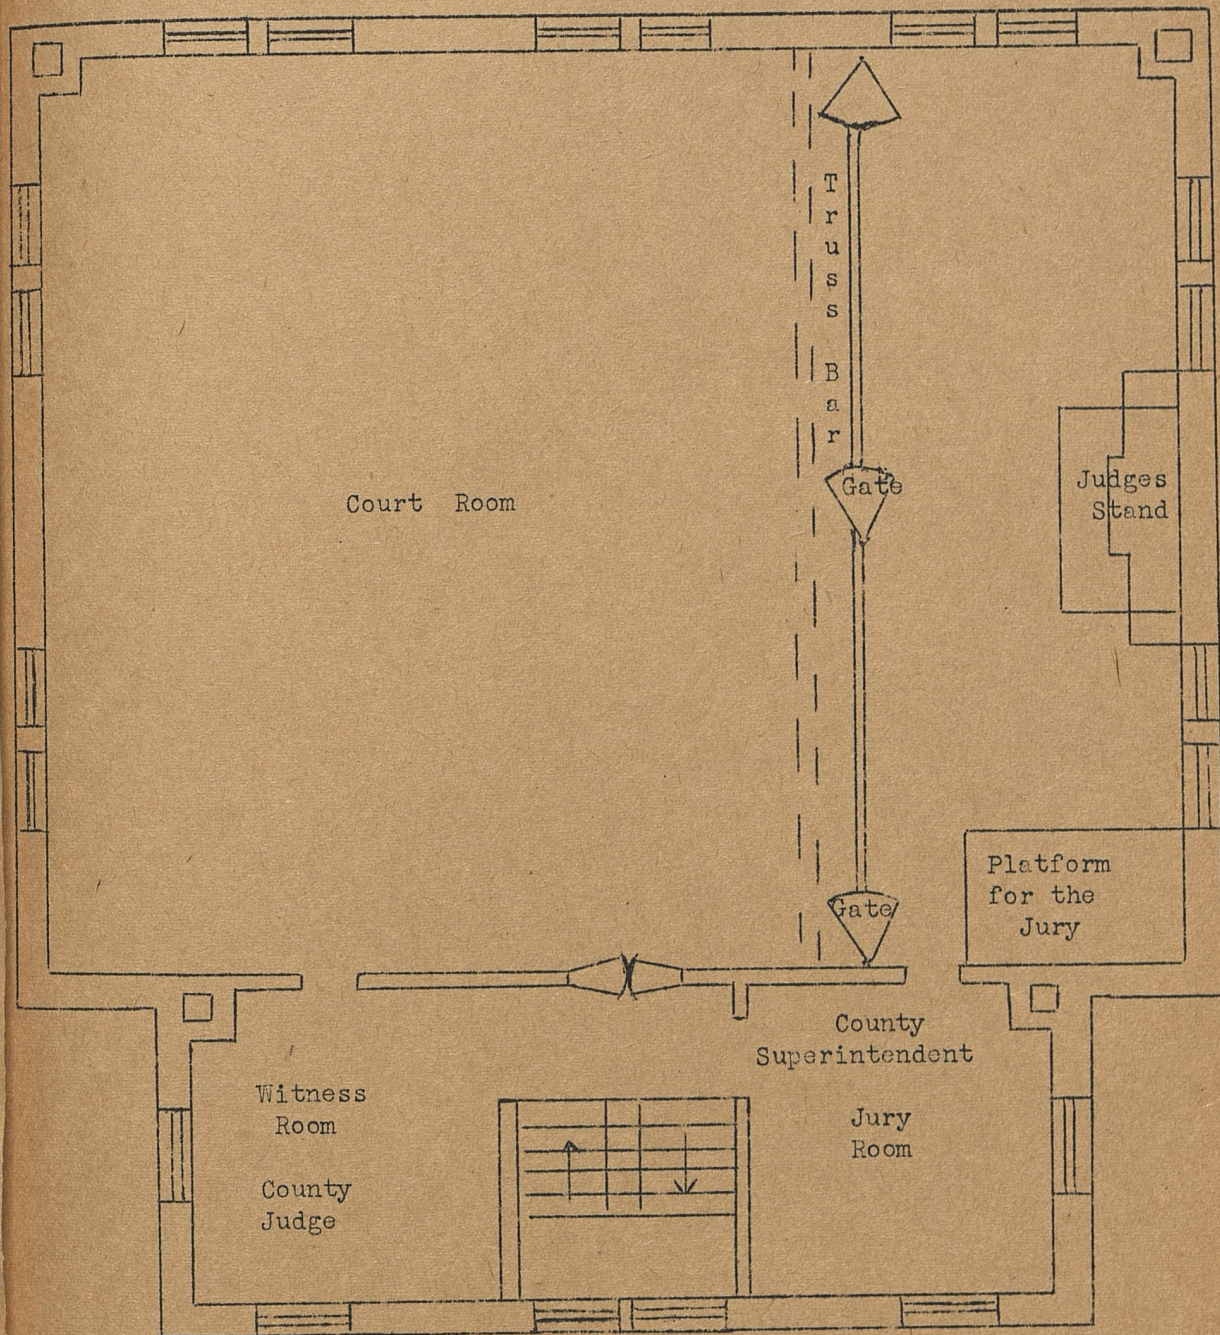 Truss Bar
Gate
Court Room
Judges
Stand
Platform
for the
Jury
Gate
County
Superintendent
Jury
Room
Witness
Room
County
Judge